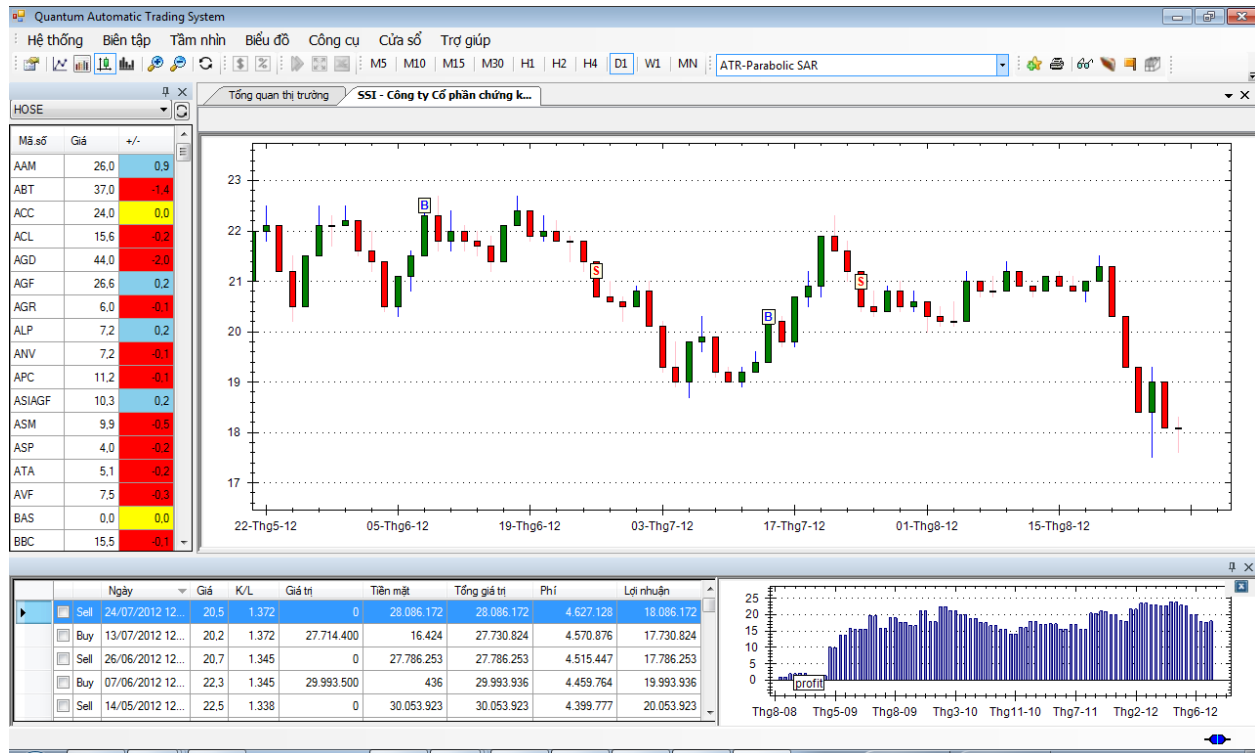 Quantum Automatic Trading System
Hệ thống Biên tập Tầm nhìn Biểu đồ Công cụ Cửa sổ Trợ giúp
M5 M10 M15 M30 H1 H2 H4 D1 W1 MN ATR-Parabolic SAR
HOSE
Tổng quan thị trường SSI - Công ty Cổ phần chứng k...
Mã.số Giá +/-
AAM 26,0 0,9
ABT 37,0 -1,4
ACC 24,0 0,0
ACL 15,6 -0,2
AGD 44,0 -2,0
AGF 26,6 0,2
AGR 6,0 -0,1
ALP 7,2 0,2
ANV 7,2 -0,1
APC 11,2 -0,1
ASIAGF 10,3 0,2
ASM 9,9 -0,5
ASP 4,0 -0,2
ATA 5,1 -0,2
AVF 7,5 -0,3
BAS 0,0 0,0
BBC 15,5 -0,1
23
22
21
20
19
18
17
B
S
B
S
22-Thg5-12 05-Thg6-12 19-Thg6-12 03-Thg7-12 17-Thg7-12 01-Thg8-12 15-Thg8-12
Ngày Giá K/L Giá trị Tiền mặt Tổng giá trị Phí Lợi nhuận
Sell 24/07/2012 12... 20,5 1.372 0 28.086.172 28.086.172 4.627.128 18.086.172
Buy 13/07/2012 12... 20,2 1.372 27.714.400 16.424 27.730.824 4.570.876 17.730.824
Sell 26/06/2012 12... 20,7 1.345 0 27.786.253 27.786.253 4.515.447 17.786.253
Buy 07/06/2012 12... 22,3 1.345 29.993.500 436 29.993.936 4.459.764 19.993.936
Sell 14/05/2012 12... 22,5 1.338 0 30.053.923 30.053.923 4.399.777 20.053.923
25
20
15
10
5
0
profit
Thg8-08 Thg5-09 Thg8-09 Thg3-10 Thg11-10 Thg7-11 Thg2-12 Thg6-12